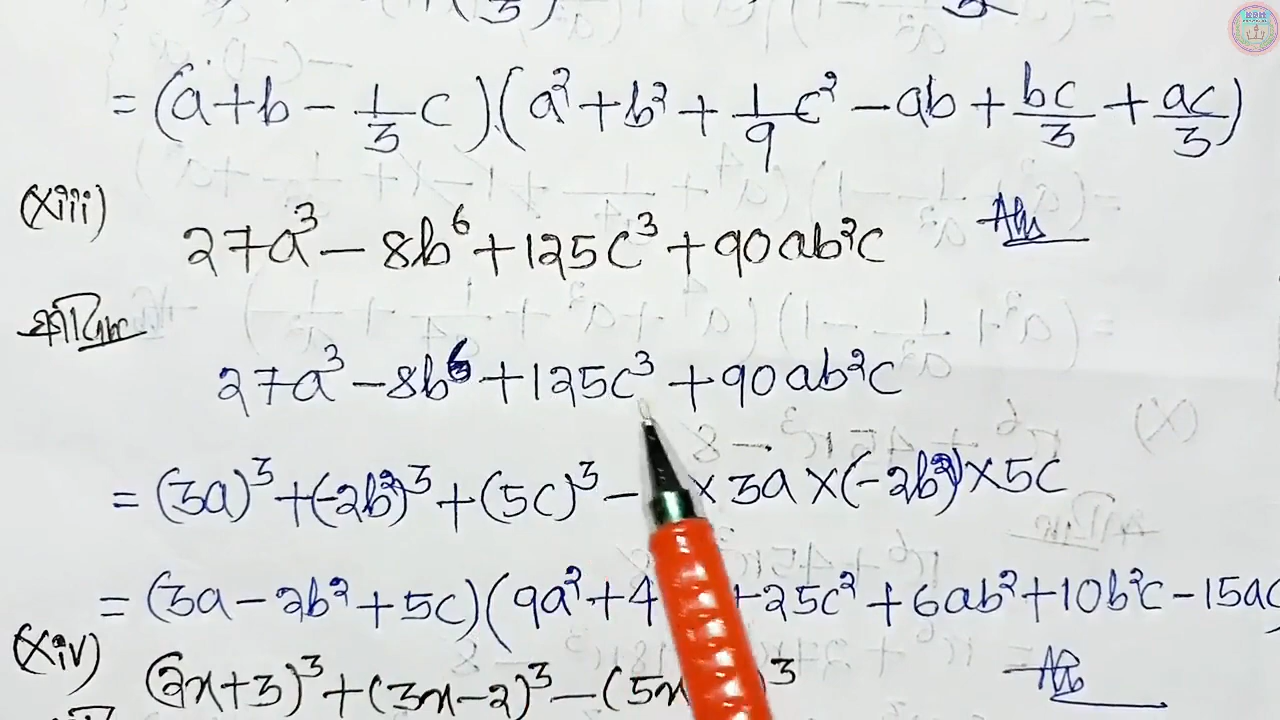 = (a+b - 1/3 c)(a² + b² + 1/9 c² - ab + bc/3 + ac/3)
(xiii) 27a³ - 8b⁶ + 125c³ + 90ab²c Ans
27a³ - 8b⁶ + 125c³ + 90ab²c
= (3a)³ + (-2b²)³ + (5c)³ - × 3a × (-2b²) × 5c
= (3a - 2b² + 5c)(9a² + 4 + 25c² + 6ab² + 10b²c - 15ac
(xiv) (2x+3)³ + (3x-2)³ - (5x )³ Ans